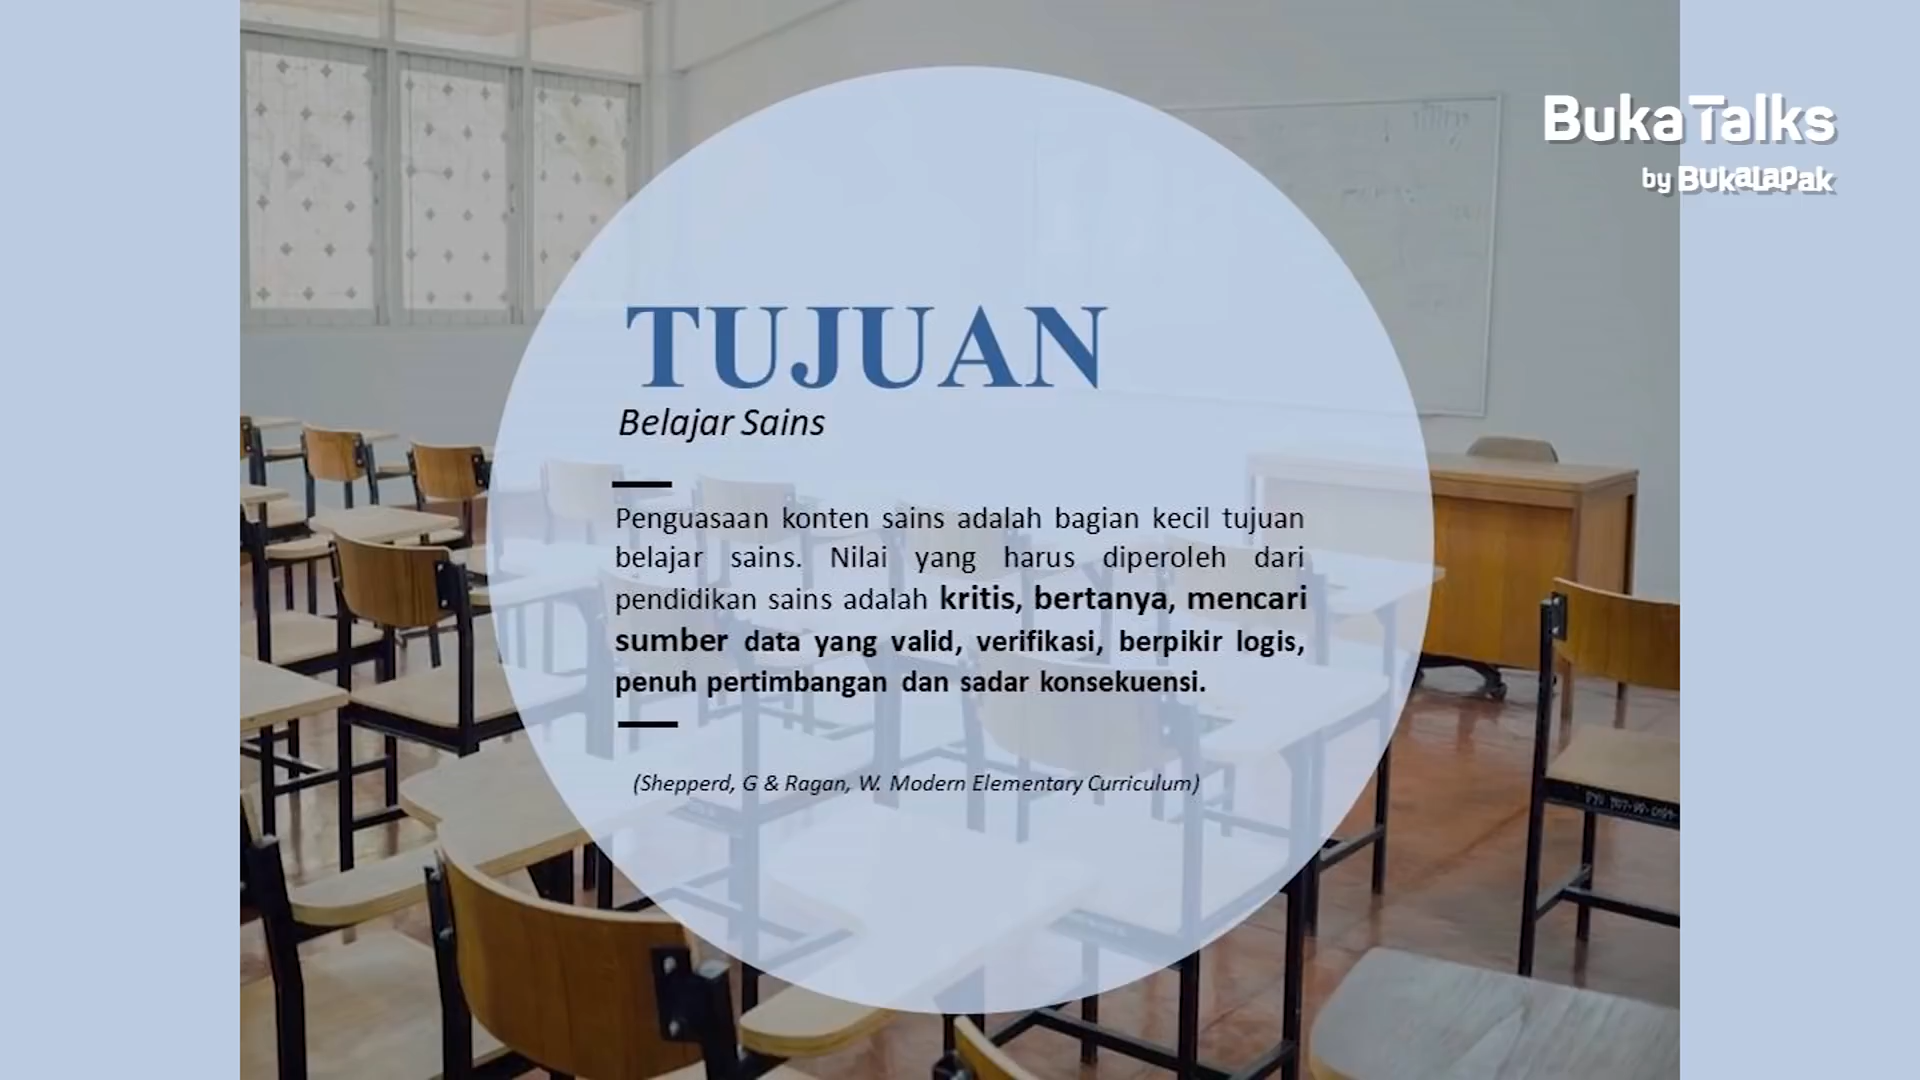 BukaTalks
by BukaLapak
TUJUAN
Belajar Sains
Penguasaan konten sains adalah bagian kecil tujuan
belajar sains. Nilai yang harus diperoleh dari
pendidikan sains adalah kritis, bertanya, mencari
sumber data yang valid, verifikasi, berpikir logis,
penuh pertimbangan dan sadar konsekuensi.
(Shepperd, G & Ragan, W. Modern Elementary Curriculum)